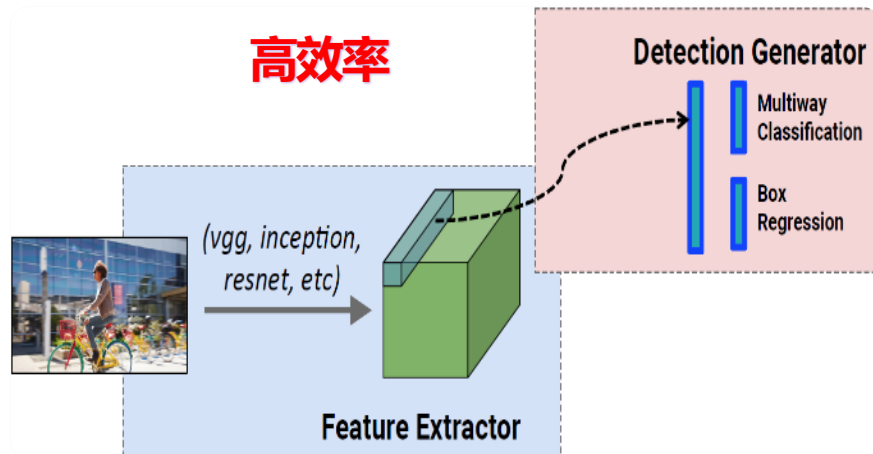 高效率
Detection Generator
Multiway
Classification
Box
Regression
(vgg, inception,
resnet, etc)
Feature Extractor